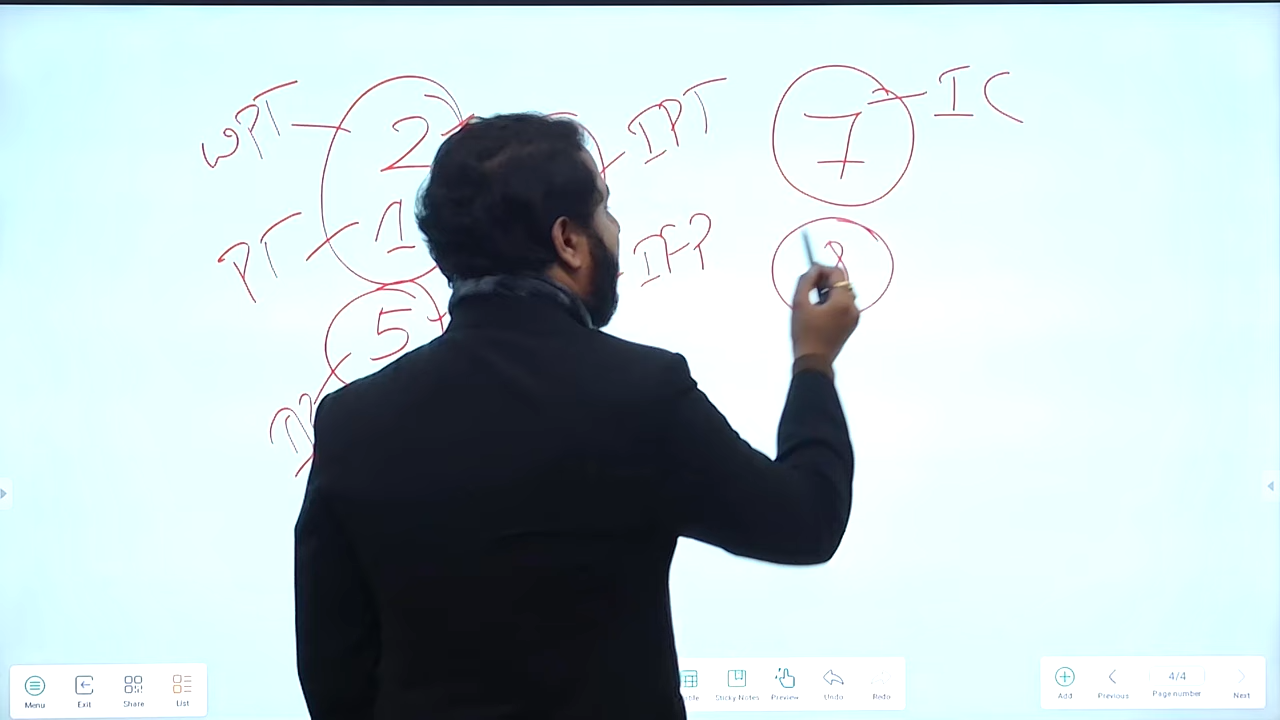 WPT 2 IPT 7 IC
PT 1 8
5
Menu Exit Share List Sticky Notes Preview Undo Redo Add Previous 4/4 Page number Next